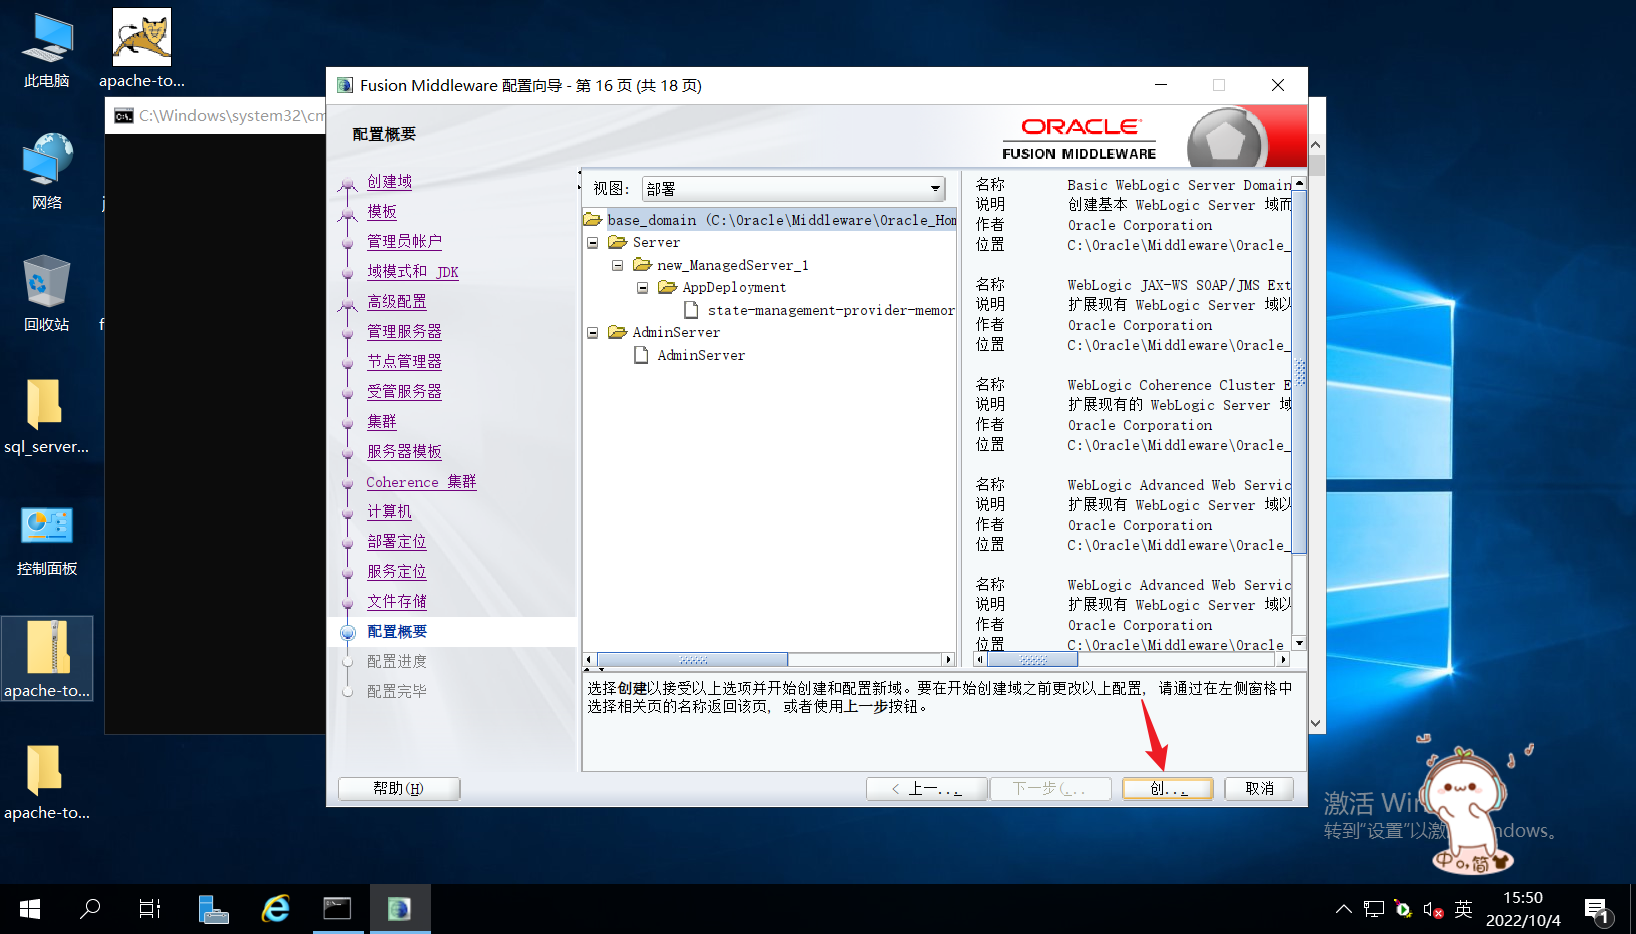 此电脑
apache-to...
网络
回收站
sql_server...
控制面板
apache-to...
apache-to...
C:\Windows\system32\cm
Fusion Middleware 配置向导 - 第 16 页 (共 18 页)
配置概要
ORACLE
FUSION MIDDLEWARE
创建域
模板
管理员帐户
域模式和 JDK
高级配置
管理服务器
节点管理器
受管服务器
集群
服务器模板
Coherence 集群
计算机
部署定位
服务定位
文件存储
配置概要
配置进度
配置完毕
视图: 部署
base_domain (C:\Oracle\Middleware\Oracle_Hom
Server
new_ManagedServer_1
AppDeployment
state-management-provider-memor
AdminServer
AdminServer
名称 Basic WebLogic Server Domain
说明 创建基本 WebLogic Server 域而
作者 Oracle Corporation
位置 C:\Oracle\Middleware\Oracle_
名称 WebLogic JAX-WS SOAP/JMS Ext
说明 扩展现有 WebLogic Server 域以
作者 Oracle Corporation
位置 C:\Oracle\Middleware\Oracle_
名称 WebLogic Coherence Cluster E
说明 扩展现有的 WebLogic Server 域
作者 Oracle Corporation
位置 C:\Oracle\Middleware\Oracle_
名称 WebLogic Advanced Web Servic
说明 扩展现有 WebLogic Server 域以
作者 Oracle Corporation
位置 C:\Oracle\Middleware\Oracle_
名称 WebLogic Advanced Web Servic
说明 扩展现有 WebLogic Server 域以
作者 Oracle Corporation
位置 C:\Oracle\Middleware\Oracle_
选择创建以接受以上选项并开始创建和配置新域。要在开始创建域之前更改以上配置, 请通过在左侧窗格中
选择相关页的名称返回该页, 或者使用上一步按钮。
帮助(H)
< 上一...
下一步(...
创...
取消
激活 Win
转到"设置"以激 ndows。
中 简
英
15:50
2022/10/4
1